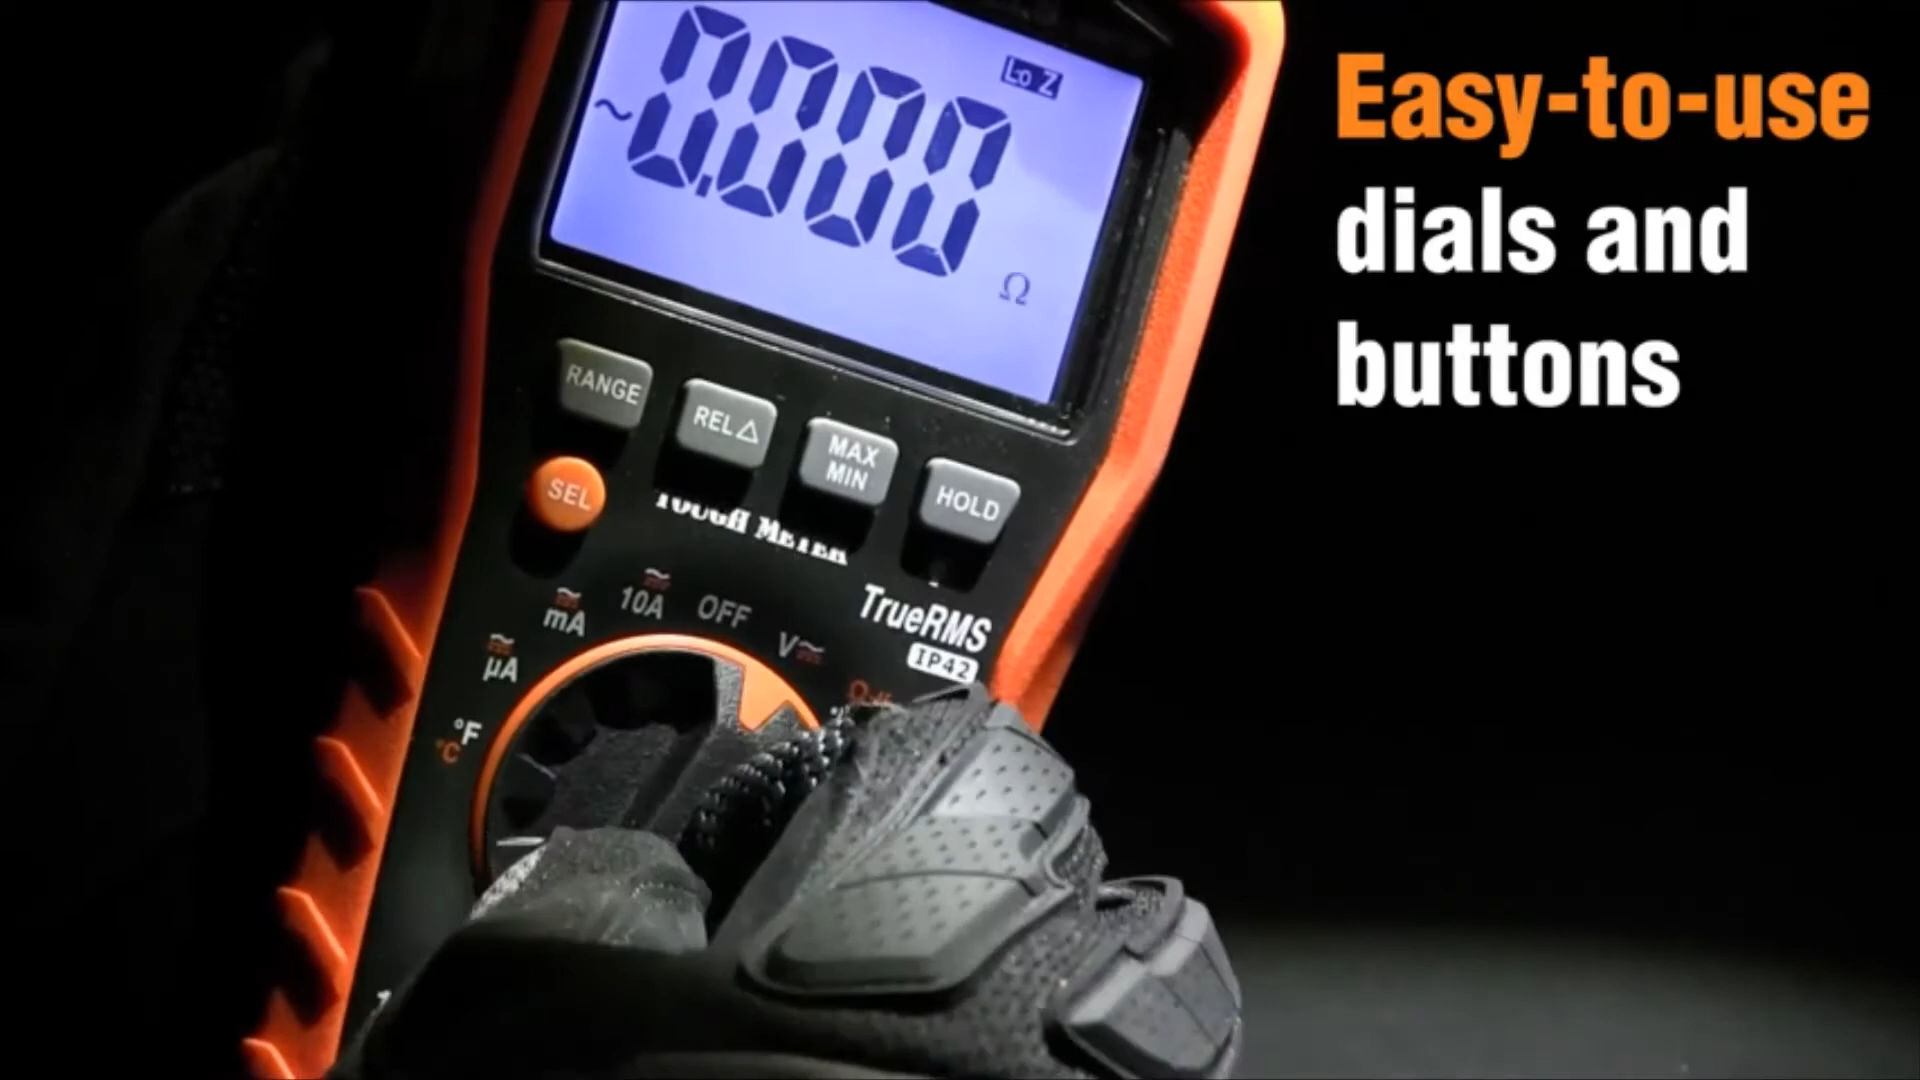 Easy-to-use
dials and
buttons
Lo Z
~0.000
Ω
RANGE
REL△
MAX
MIN
HOLD
SEL
TOUGH METER
TrueRMS
IP42
10A
OFF
mA
V
µA
Ω
°F
°C